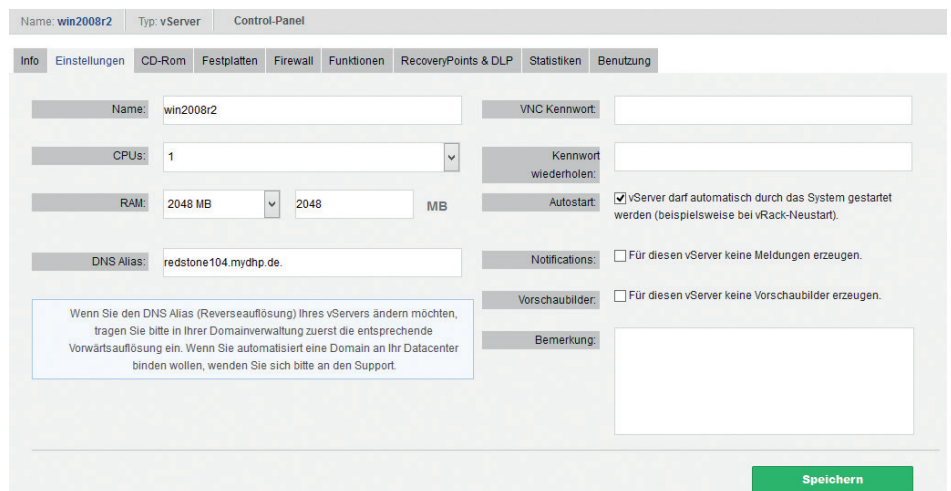 Name: win2008r2 Typ: vServer Control-Panel
Info Einstellungen CD-Rom Festplatten Firewall Funktionen RecoveryPoints & DLP Statistiken Benutzung
Name: win2008r2
CPUs: 1
RAM: 2048 MB 2048 MB
DNS Alias: redstone104.mydhp.de.
Wenn Sie den DNS Alias (Reverseauflösung) Ihres vServers ändern möchten,
tragen Sie bitte in Ihrer Domainverwaltung zuerst die entsprechende
Vorwärtsauflösung ein. Wenn Sie automatisiert eine Domain an Ihr Datacenter
binden wollen, wenden Sie sich bitte an den Support.
VNC Kennwort:
Kennwort
wiederholen:
Autostart: vServer darf automatisch durch das System gestartet
werden (beispielsweise bei vRack-Neustart).
Notifications: Für diesen vServer keine Meldungen erzeugen.
Vorschaubilder: Für diesen vServer keine Vorschaubilder erzeugen.
Bemerkung:
Speichern